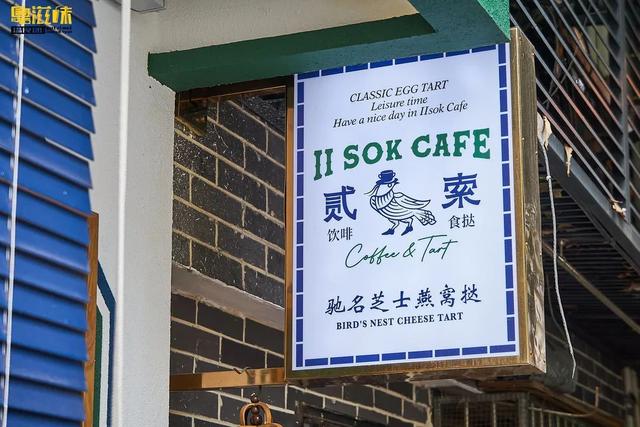 粤滋味
CLASSIC EGG TART
Leisure time
Have a nice day in IIsok Cafe
II SOK CAFE
贰 索
饮啡 食挞
Coffee & Tart
驰名芝士燕窝挞
BIRD'S NEST CHEESE TART